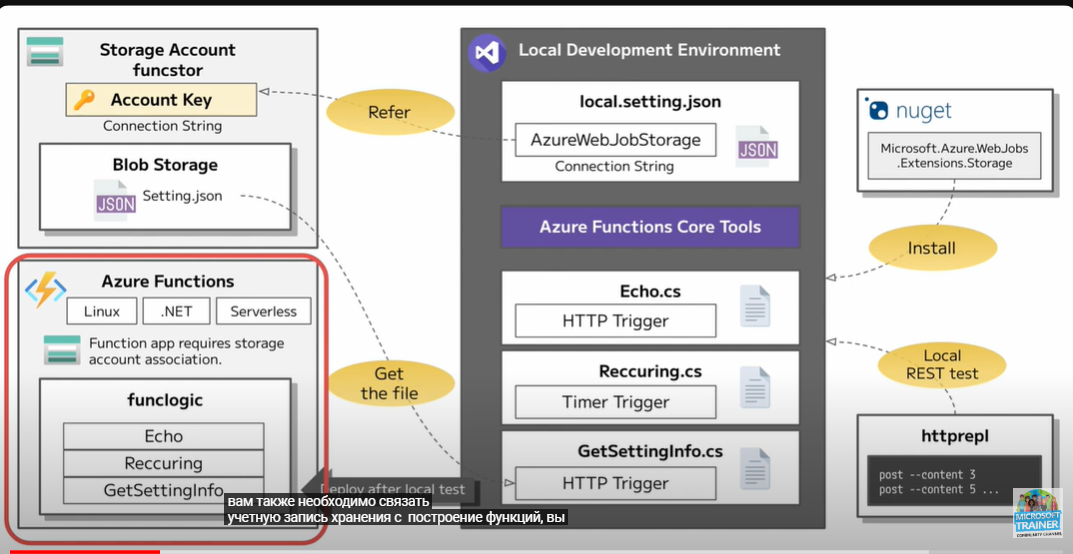 Storage Account
funcstor
Account Key
Connection String
Blob Storage
JSON
Setting.json
Azure Functions
Linux
.NET
Serverless
Function app requires storage
account association.
funclogic
Echo
Reccuring
GetSettingInfo
Refer
Get
the file
Deploy after local test
Local Development Environment
local.setting.json
AzureWebJobStorage
JSON
Connection String
Azure Functions Core Tools
Echo.cs
HTTP Trigger
Reccuring.cs
Timer Trigger
GetSettingInfo.cs
HTTP Trigger
nuget
Microsoft.Azure.WebJobs
.Extensions.Storage
Install
Local
REST test
httprepl
post --content 3
post --content 5 ...
вам также необходимо связать
учетную запись хранения с построение функций, вы
MICROSOFT
TRAINER
COMMUNITY CHANNEL